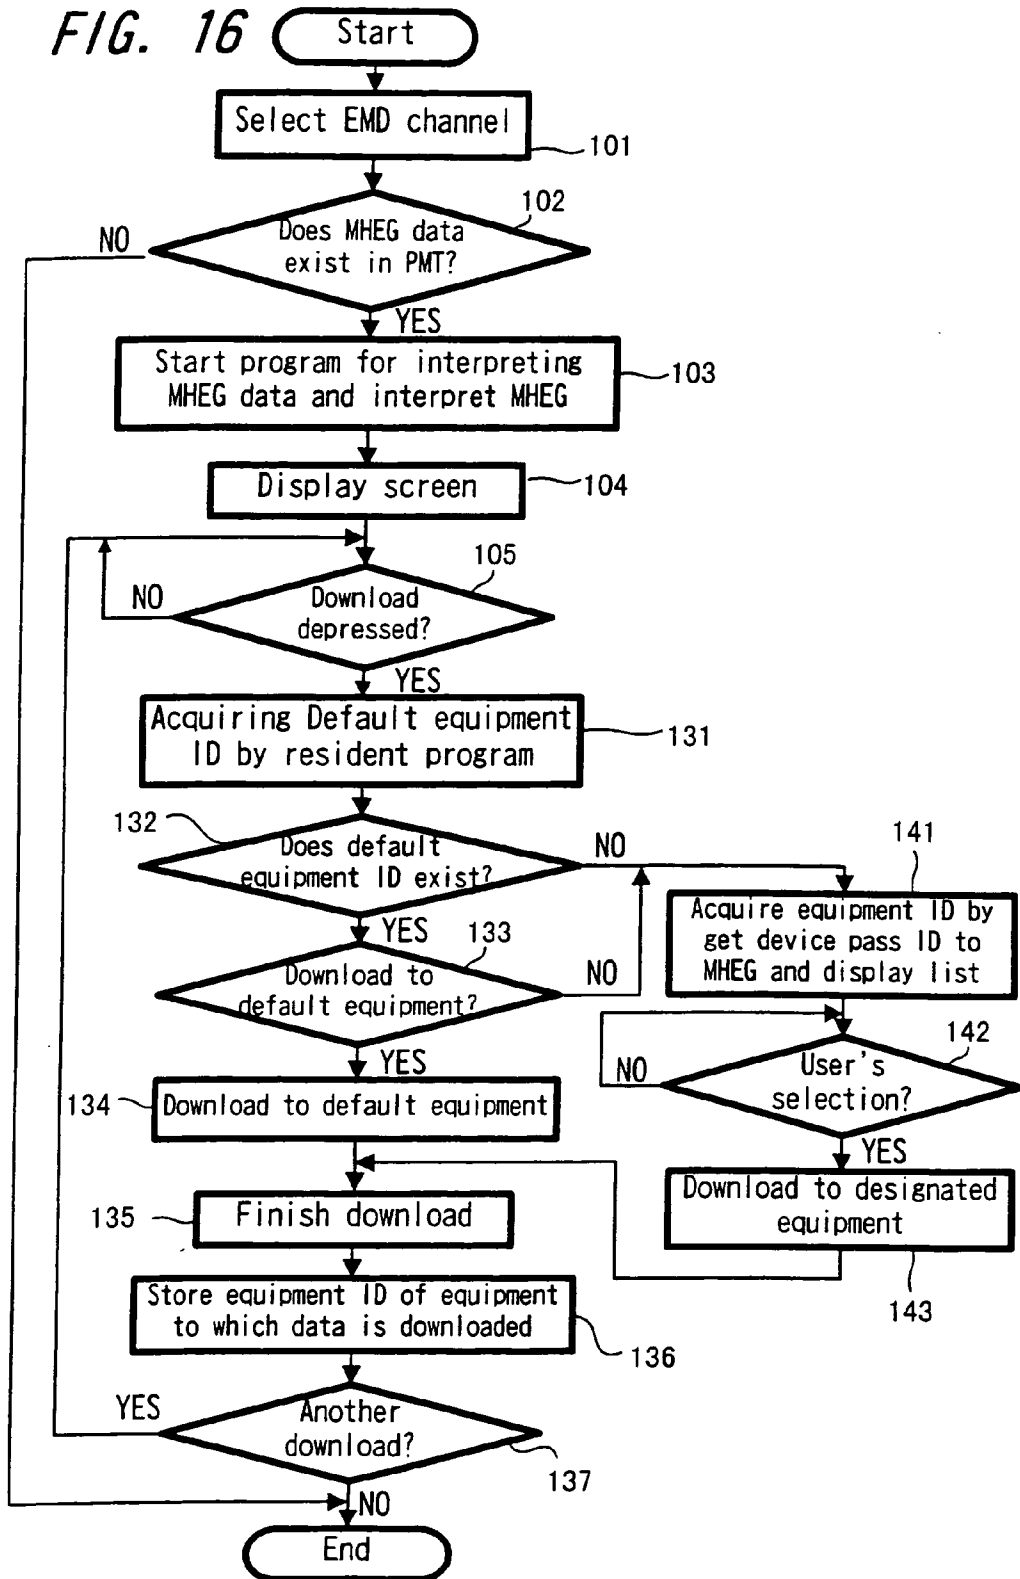 FIG. 16
Start
Select EMD channel
101
102
Does MHEG data
exist in PMT?
NO
YES
Start program for interpreting
MHEG data and interpret MHEG
103
Display screen
104
105
Download
depressed?
NO
YES
Acquiring Default equipment
ID by resident program
131
132
Does default
equipment ID exist?
NO
YES
133
Download to
default equipment?
NO
YES
134
Download to default equipment
135
Finish download
Store equipment ID of equipment
to which data is downloaded
136
Another
download?
YES
137
NO
End
141
Acquire equipment ID by
get device pass ID to
MHEG and display list
142
User's
selection?
NO
YES
Download to designated
equipment
143